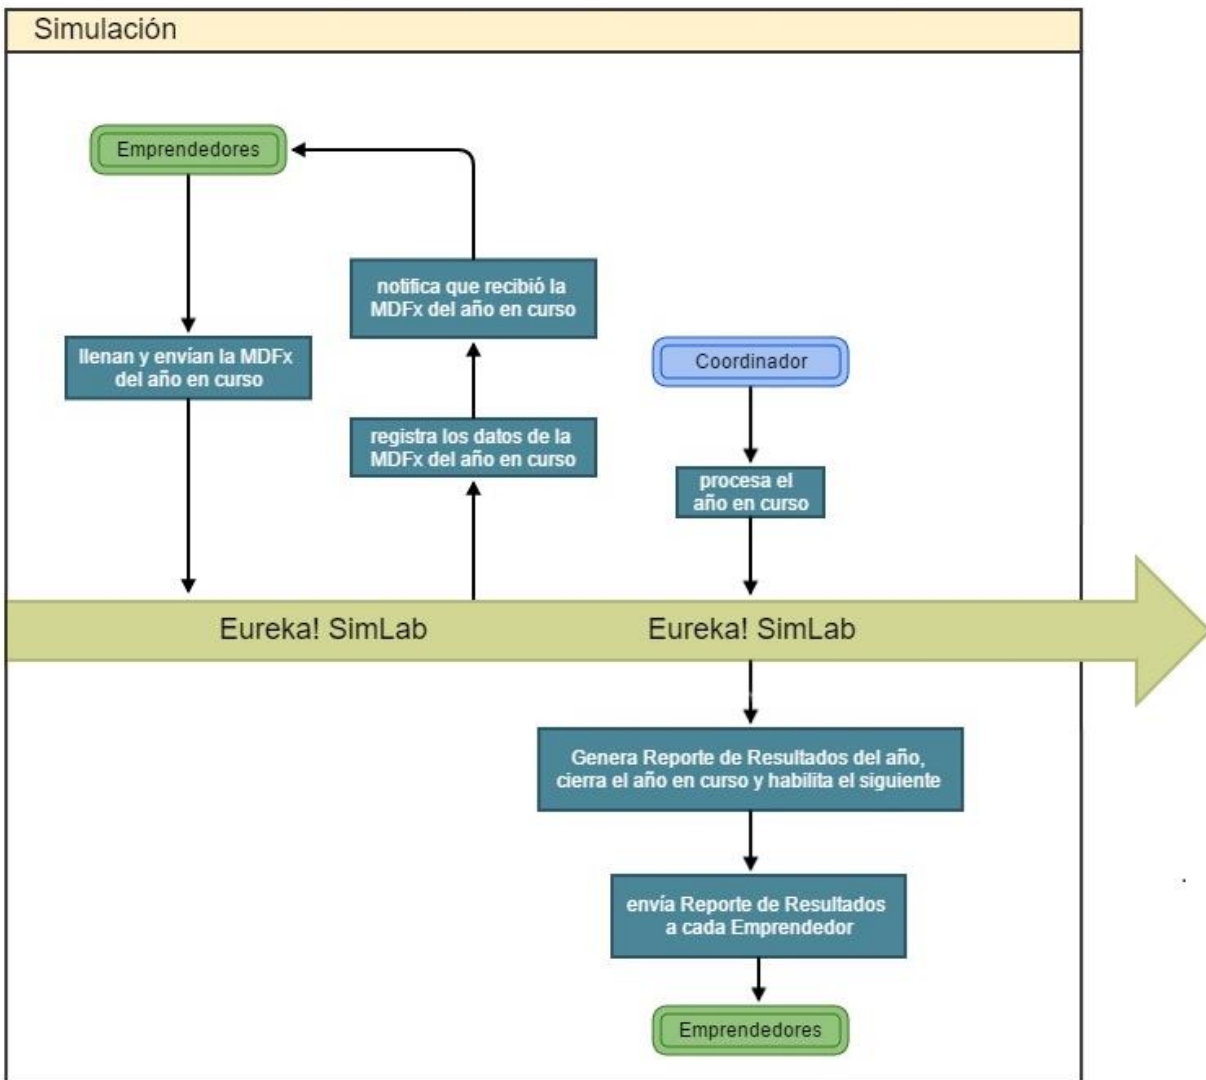 Simulación
Emprendedores
llenan y envían la MDFx
del año en curso
notifica que recibió la
MDFx del año en curso
registra los datos de la
MDFx del año en curso
Coordinador
procesa el
año en curso
Eureka! SimLab
Eureka! SimLab
Genera Reporte de Resultados del año,
cierra el año en curso y habilita el siguiente
envía Reporte de Resultados
a cada Emprendedor
Emprendedores